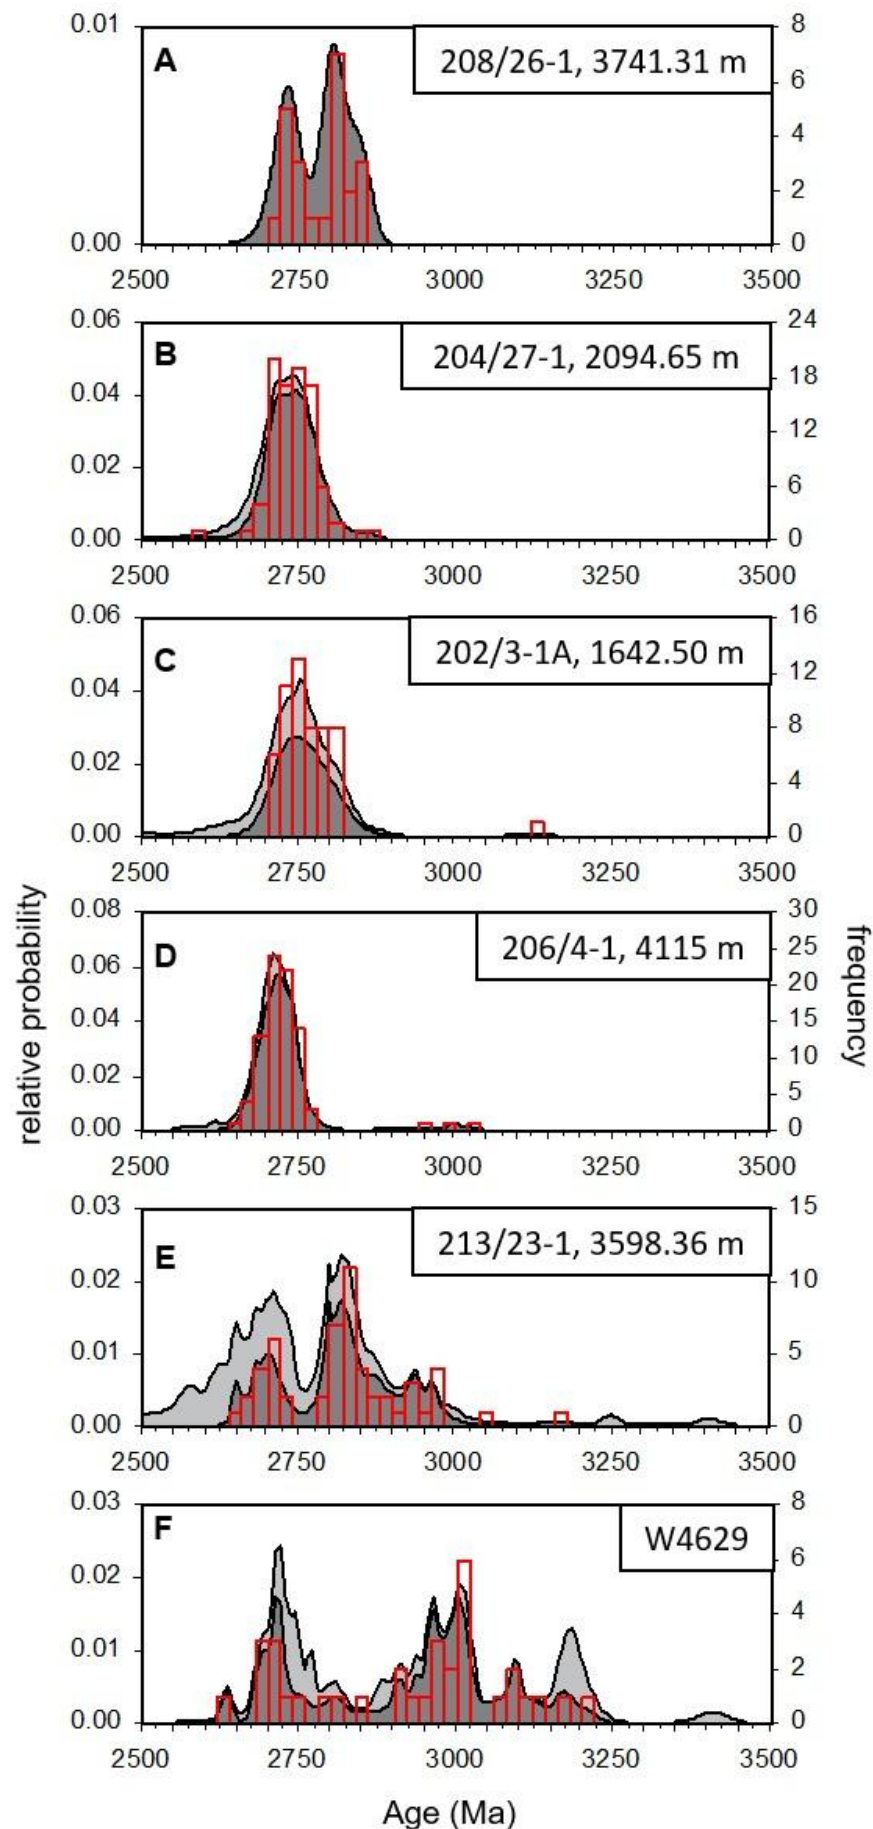 0.01
8
A
208/26-1, 3741.31 m
6
4
2
0.00
0
2500 2750 3000 3250 3500
0.06
24
B
204/27-1, 2094.65 m
18
0.04
12
0.02
6
0.00
0
2500 2750 3000 3250 3500
0.06
16
C
202/3-1A, 1642.50 m
12
0.04
8
0.02
4
0.00
0
2500 2750 3000 3250 3500
relative probability
frequency
0.08
30
D
206/4-1, 4115 m
25
0.06
20
0.04
15
10
0.02
5
0.00
0
2500 2750 3000 3250 3500
0.03
15
E
213/23-1, 3598.36 m
0.02
10
0.01
5
0.00
0
2500 2750 3000 3250 3500
0.03
8
F
W4629
6
0.02
4
0.01
2
0.00
0
2500 2750 3000 3250 3500
Age (Ma)